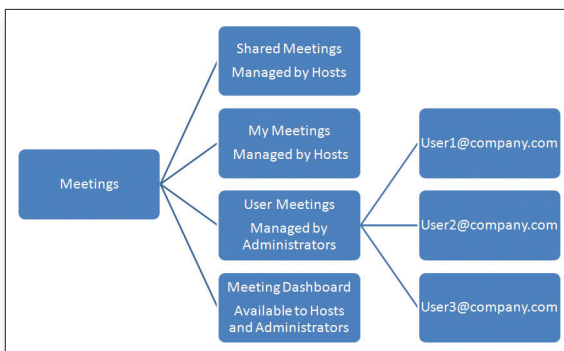 Meetings
Shared Meetings
Managed by Hosts
My Meetings
Managed by Hosts
User Meetings
Managed by
Administrators
Meeting Dashboard
Available to Hosts
and Administrators
User1@company.com
User2@company.com
User3@company.com